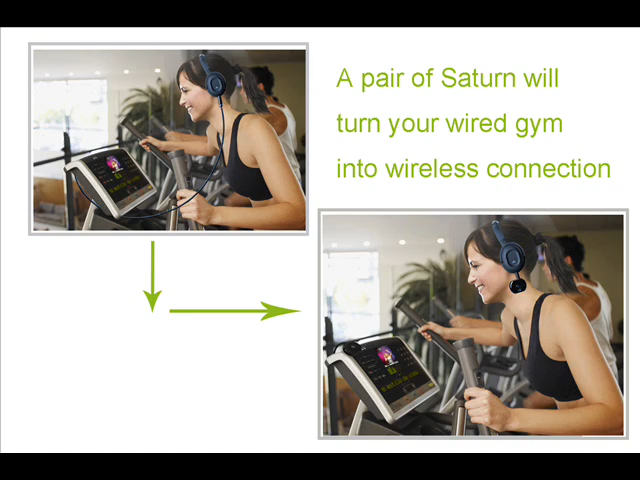 A pair of Saturn will
turn your wired gym
into wireless connection